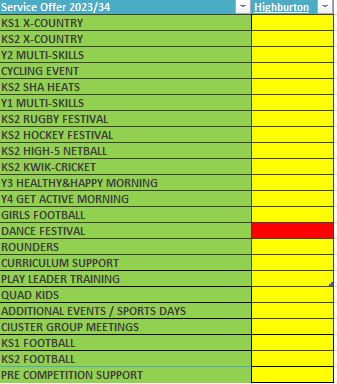 Service Offer 2023/34 Highburton
KS1 X-COUNTRY
KS2 X-COUNTRY
Y2 MULTI-SKILLS
CYCLING EVENT
KS2 SHA HEATS
Y1 MULTI-SKILLS
KS2 RUGBY FESTIVAL
KS2 HOCKEY FESTIVAL
KS2 HIGH-5 NETBALL
KS2 KWIK-CRICKET
Y3 HEALTHY&HAPPY MORNING
Y4 GET ACTIVE MORNING
GIRLS FOOTBALL
DANCE FESTIVAL
ROUNDERS
CURRICULUM SUPPORT
PLAY LEADER TRAINING
QUAD KIDS
ADDITIONAL EVENTS / SPORTS DAYS
ClUSTER GROUP MEETINGS
KS1 FOOTBALL
KS2 FOOTBALL
PRE COMPETITION SUPPORT